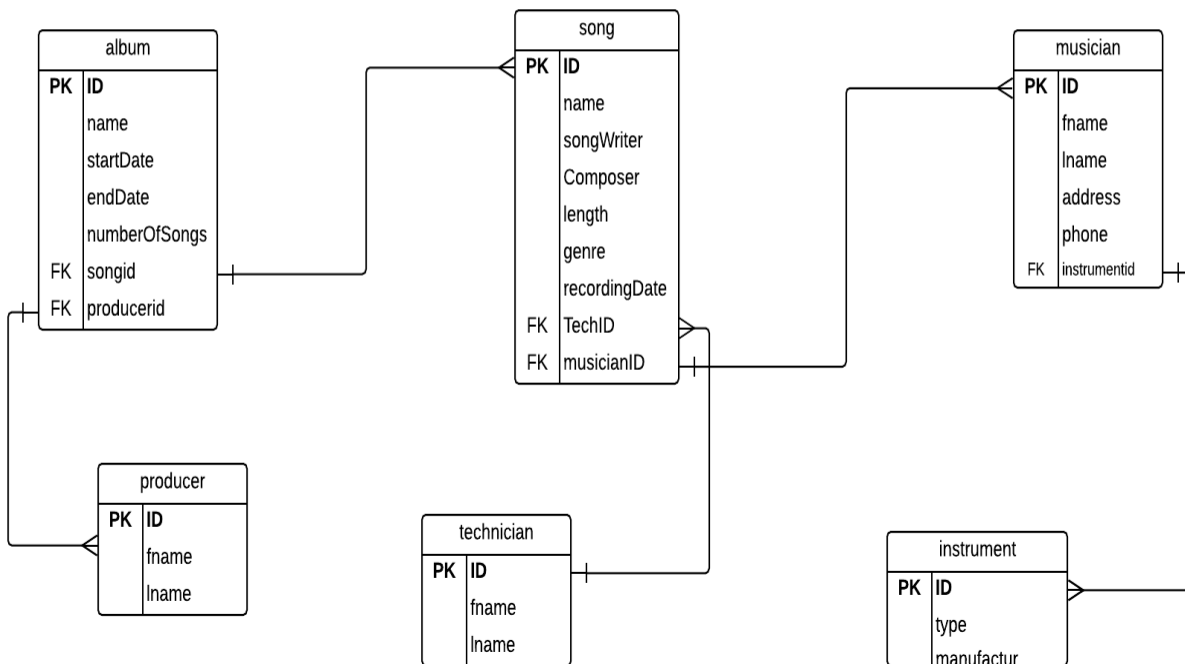 album
PK ID
name
startDate
endDate
numberOfSongs
FK songid
FK producerid
song
PK ID
name
songWriter
Composer
length
genre
recordingDate
FK TechID
FK musicianID
musician
PK ID
fname
lname
address
phone
FK instrumentid
producer
PK ID
fname
lname
technician
PK ID
fname
lname
instrument
PK ID
type
manufactur